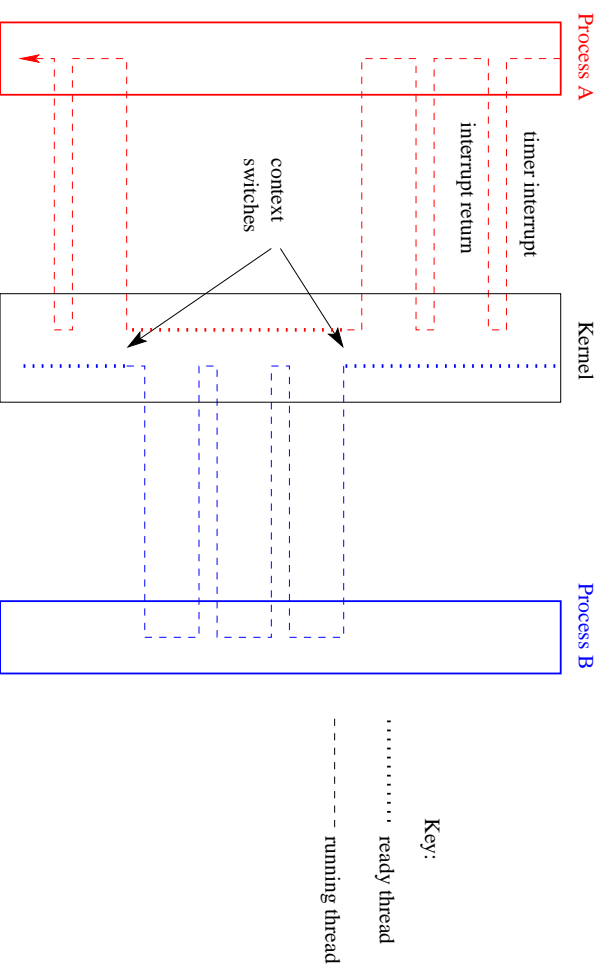 Process A
Kernel
Process B
timer interrupt
interrupt return
context
switches
Key:
ready thread
running thread